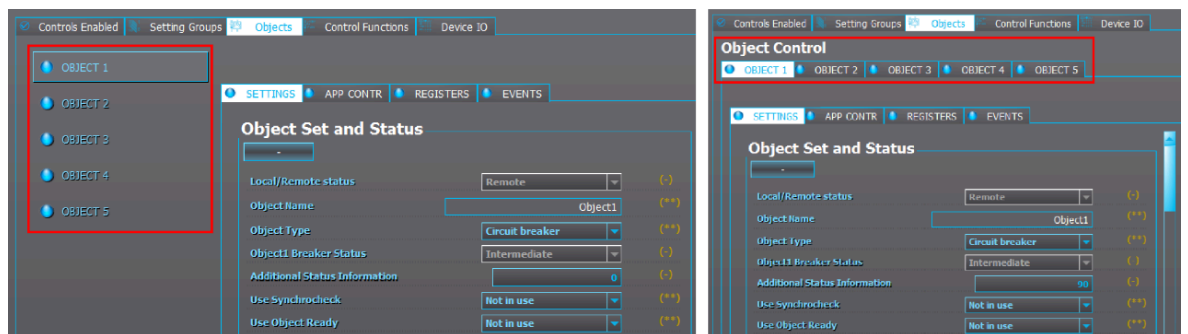 Controls Enabled Setting Groups Objects Control Functions Device IO
OBJECT 1
OBJECT 2
OBJECT 3
OBJECT 4
OBJECT 5
SETTINGS APP CONTR REGISTERS EVENTS
Object Set and Status
-
Local/Remote status Remote (-)
Object Name Object1 (**)
Object Type Circuit breaker (**)
Object1 Breaker Status Intermediate (-)
Additional Status Information 0 (-)
Use Synchrocheck Not in use (**)
Use Object Ready Not in use (**)
Controls Enabled Setting Groups Objects Control Functions Device IO
Object Control
OBJECT 1 OBJECT 2 OBJECT 3 OBJECT 4 OBJECT 5
SETTINGS APP CONTR REGISTERS EVENTS
Object Set and Status
-
Local/Remote status Remote (-)
Object Name Object1 (**)
Object Type Circuit breaker (**)
Object1 Breaker Status Intermediate (-)
Additional Status Information 90 (-)
Use Synchrocheck Not in use (**)
Use Object Ready Not in use (**)